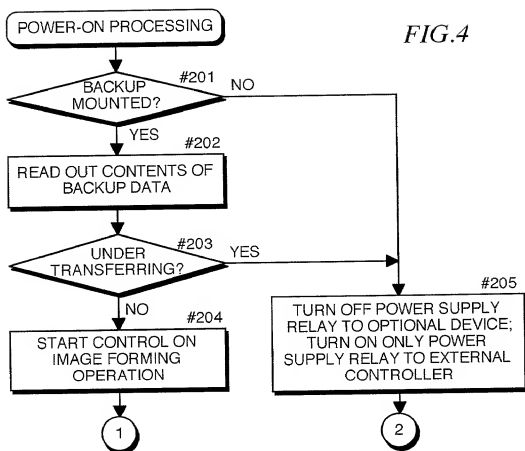 POWER-ON PROCESSING
FIG.4
#201
BACKUP
MOUNTED?
NO
YES
#202
READ OUT CONTENTS OF
BACKUP DATA
#203
UNDER
TRANSFERRING?
YES
NO
#204
START CONTROL ON
IMAGE FORMING
OPERATION
1
#205
TURN OFF POWER SUPPLY
RELAY TO OPTIONAL DEVICE;
TURN ON ONLY POWER
SUPPLY RELAY TO EXTERNAL
CONTROLLER
2